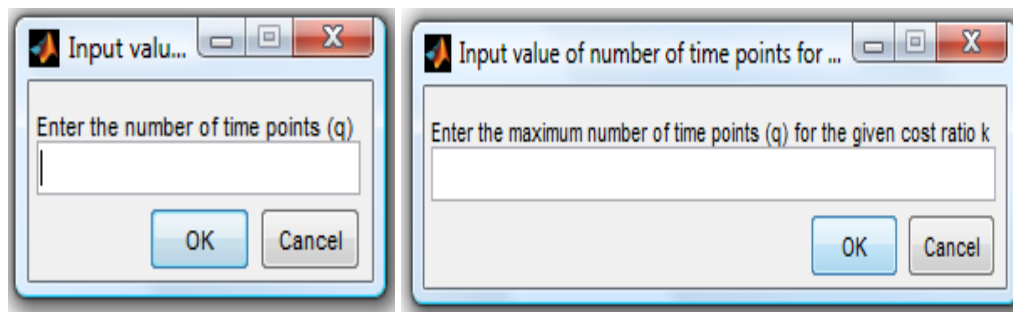 Input valu...
Enter the number of time points (q)
OK Cancel
Input value of number of time points for ...
Enter the maximum number of time points (q) for the given cost ratio k
OK Cancel